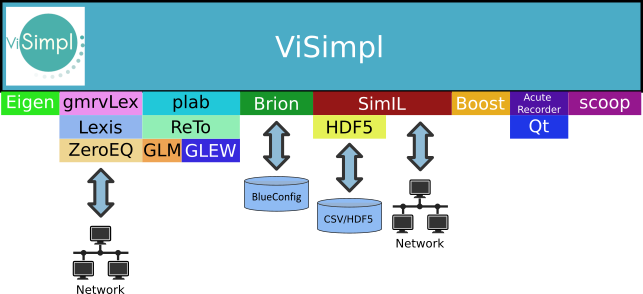 ViSimpl
ViSimpl
Eigen
gmrvLex
plab
Brion
SimIL
Boost
Acute
Recorder
scoop
Lexis
ReTo
HDF5
Qt
ZeroEQ
GLM
GLEW
BlueConfig
CSV/HDF5
Network
Network